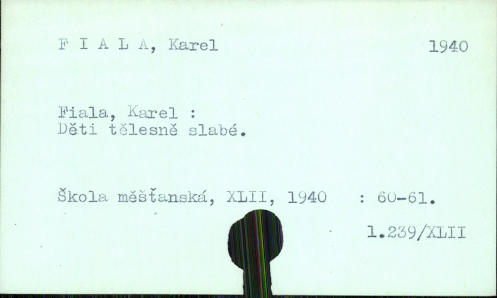 F I A L A, Karel 1940
Fiala, Karel :
Děti tělesně slabé.
Škola měšťanská, XLII, 1940 : 60-61.
1.239/XLII